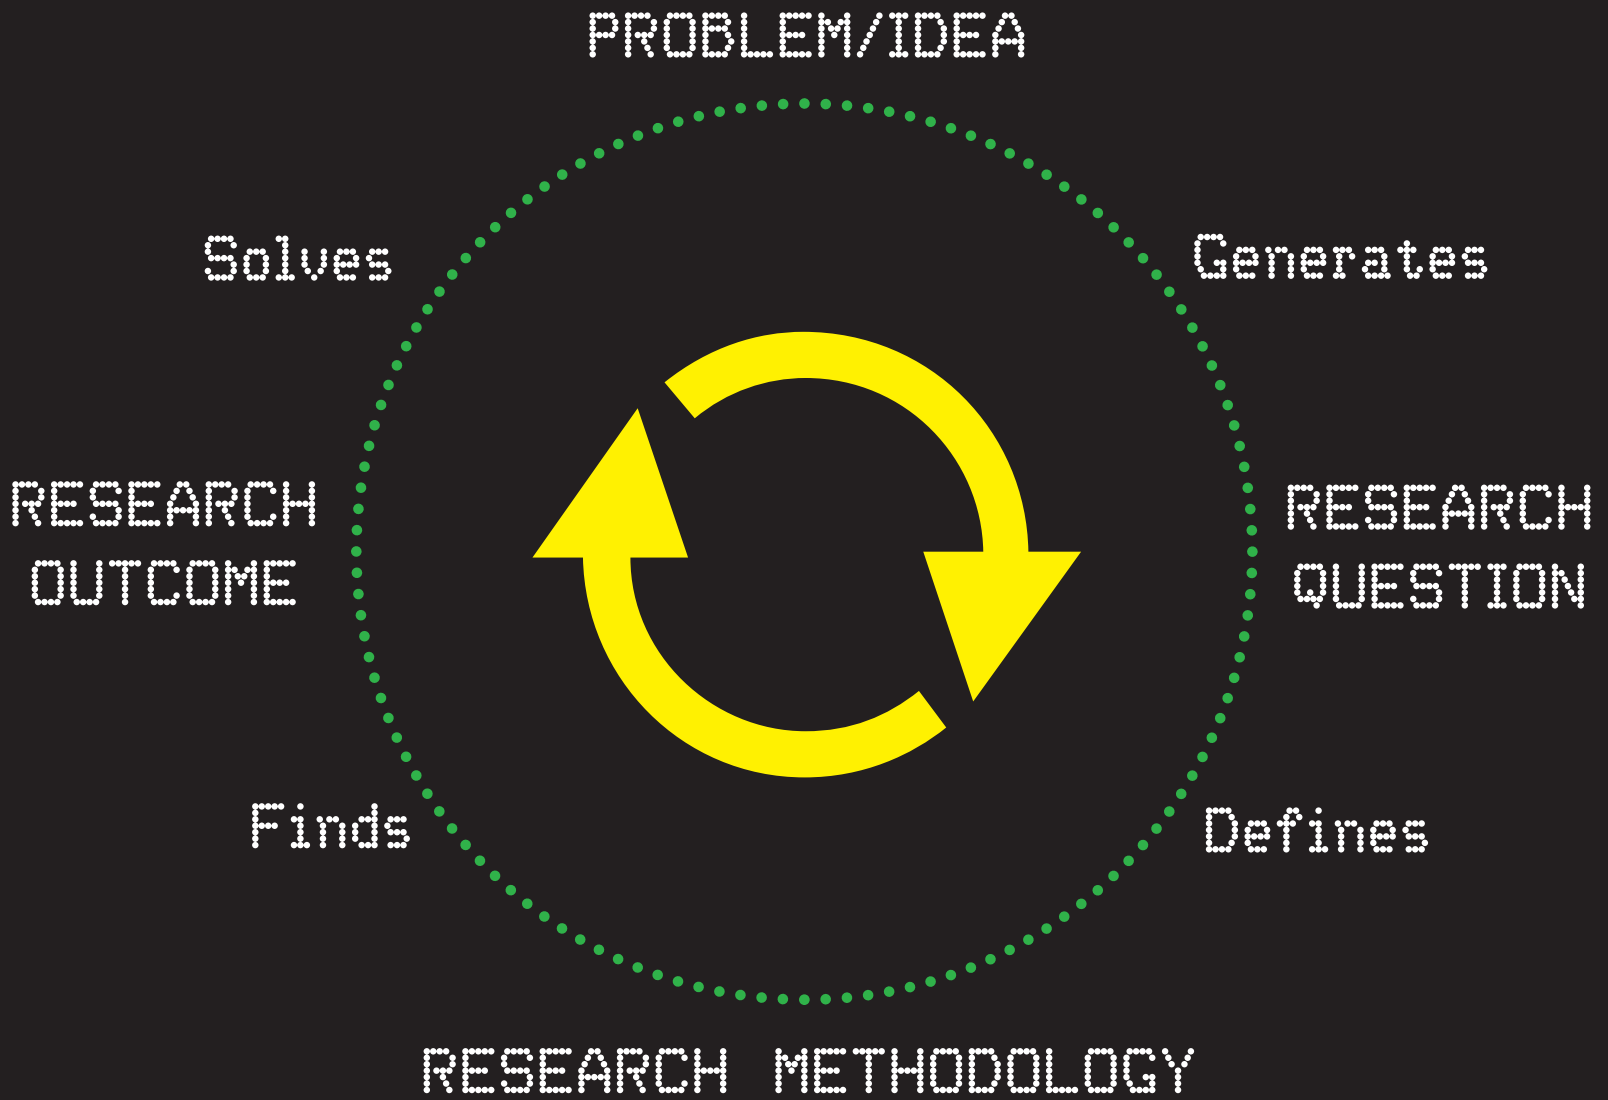 PROBLEM/IDEA
Solves
Generates
RESEARCH
OUTCOME
RESEARCH
QUESTION
Finds
Defines
RESEARCH METHODOLOGY